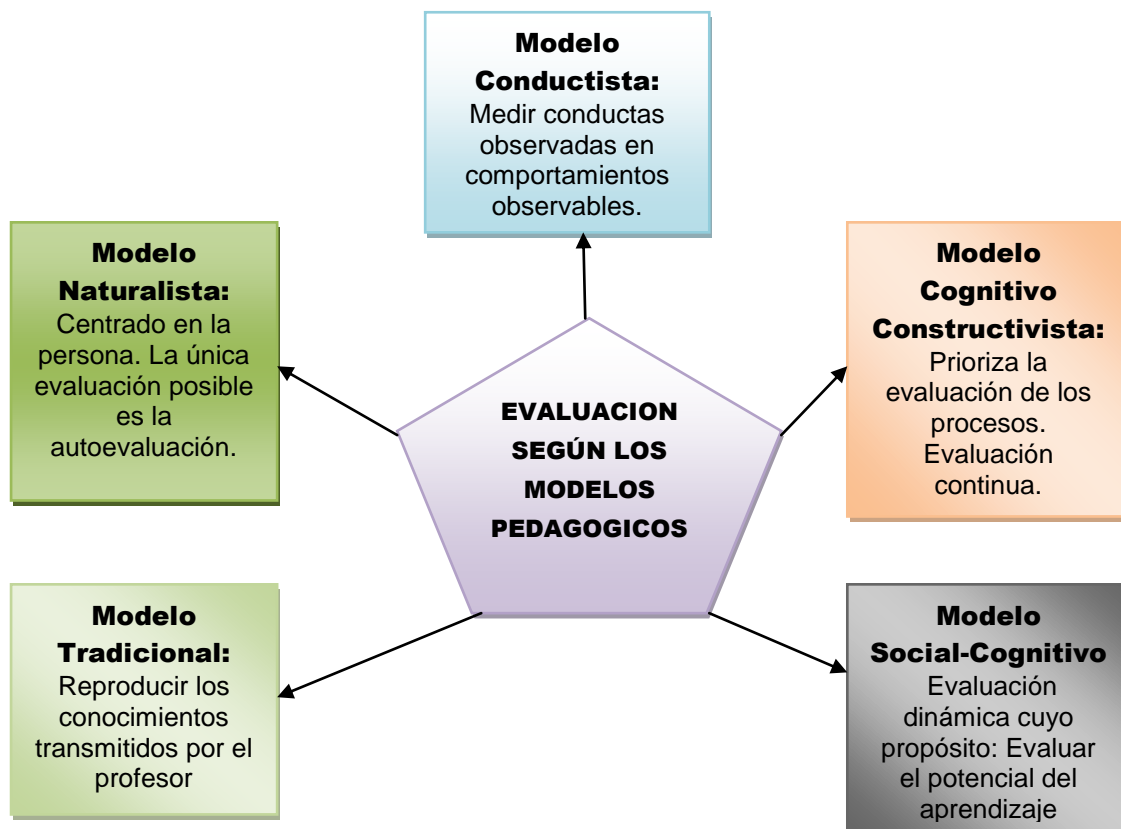 Modelo
Conductista:
Medir conductas
observadas en
comportamientos
observables.
Modelo
Naturalista:
Centrado en la
persona. La única
evaluación posible
es la
autoevaluación.
Modelo
Cognitivo
Constructivista:
Prioriza la
evaluación de los
procesos.
Evaluación
continua.
EVALUACION
SEGÚN LOS
MODELOS
PEDAGOGICOS
Modelo
Tradicional:
Reproducir los
conocimientos
transmitidos por el
profesor
Modelo
Social-Cognitivo
Evaluación
dinámica cuyo
propósito: Evaluar
el potencial del
aprendizaje